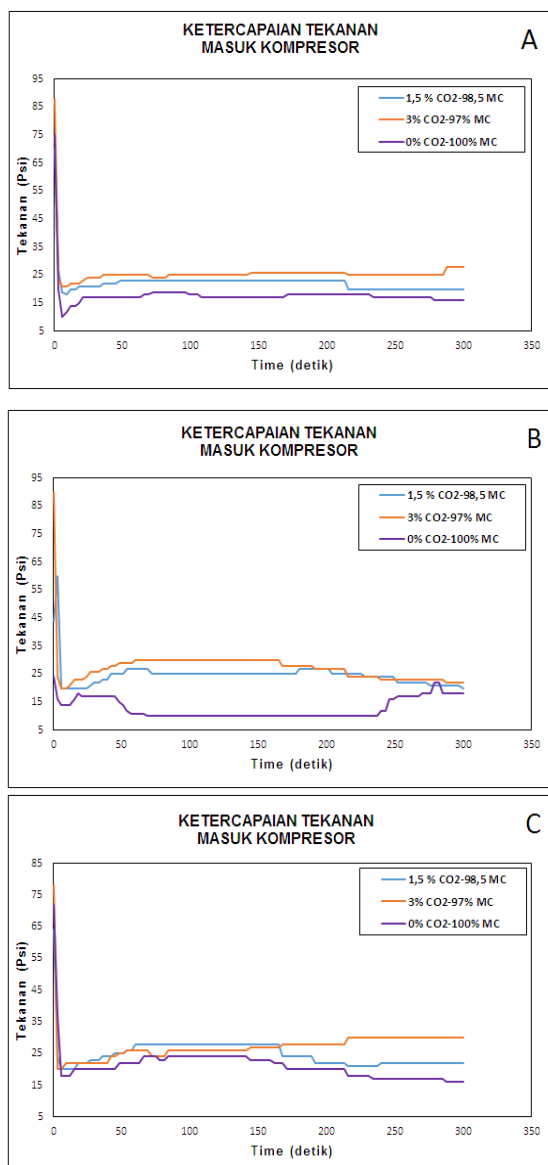 KETERCAPAIAN TEKANAN
MASUK KOMPRESOR
A
95
85
75
65
55
45
35
25
15
5
Tekanan (Psi)
1,5 % CO2-98,5 MC
3% CO2-97% MC
0% CO2-100% MC
0 50 100 150 200 250 300 350
Time (detik)
KETERCAPAIAN TEKANAN
MASUK KOMPRESOR
B
95
85
75
65
55
45
35
25
15
5
Tekanan (Psi)
1,5 % CO2-98,5 MC
3% CO2-97% MC
0% CO2-100% MC
0 50 100 150 200 250 300 350
Time (detik)
KETERCAPAIAN TEKANAN
MASUK KOMPRESOR
C
85
75
65
55
45
35
25
15
5
Tekanan (Psi)
1,5 % CO2-98,5 MC
3% CO2-97% MC
0% CO2-100% MC
0 50 100 150 200 250 300 350
Time (detik)